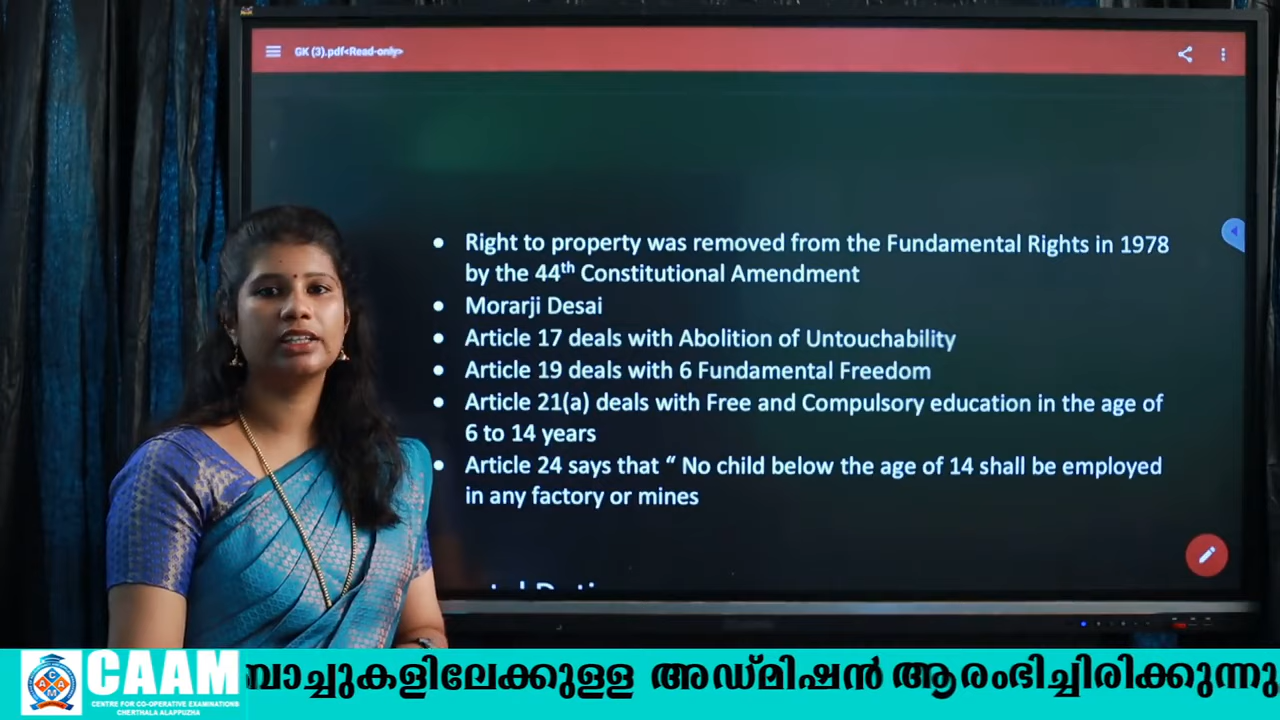 GK (3).pdf<Read-only>
Right to property was removed from the Fundamental Rights in 1978
by the 44th Constitutional Amendment
Morarji Desai
Article 17 deals with Abolition of Untouchability
Article 19 deals with 6 Fundamental Freedom
Article 21(a) deals with Free and Compulsory education in the age of
6 to 14 years
Article 24 says that “ No child below the age of 14 shall be employed
in any factory or mines
CAAM
CENTRE FOR CO-OPERATIVE EXAMINATIONS
CHERTHALA ALAPPUZHA
ബാച്ചുകളിലേക്കുള്ള അഡ്മിഷൻ ആരംഭിച്ചിരിക്കുന്നു